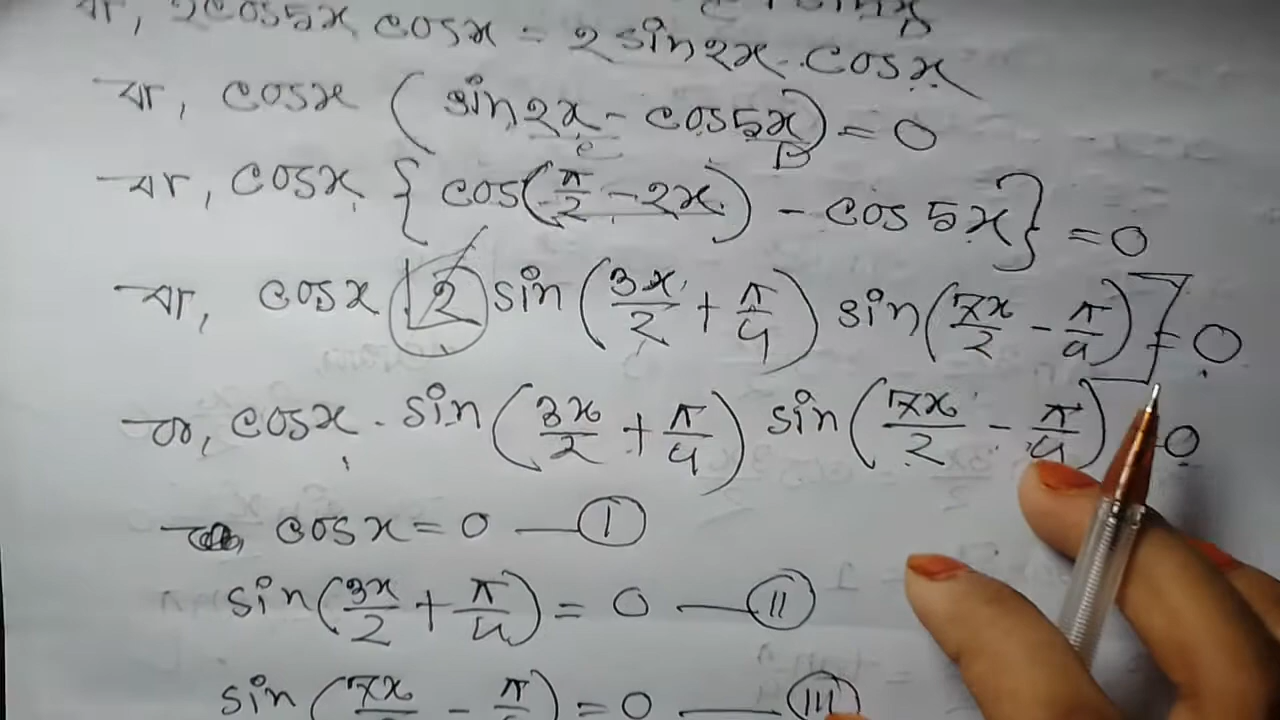 বা, 2cos5x cosx = 2sin2x. cosx
বা, cosx (sin2x - cos5x) = 0
বা, cosx {cos(π/2 - 2x) - cos5x} = 0
বা, cosx [2 sin(3x/2 + π/4) sin(7x/2 - π/4)] = 0
বা, cosx · sin(3x/2 + π/4) sin(7x/2 - π/4) = 0
cosx = 0 — I
sin(3x/2 + π/4) = 0 — II
sin(7x/2 - π/4) = 0 — III